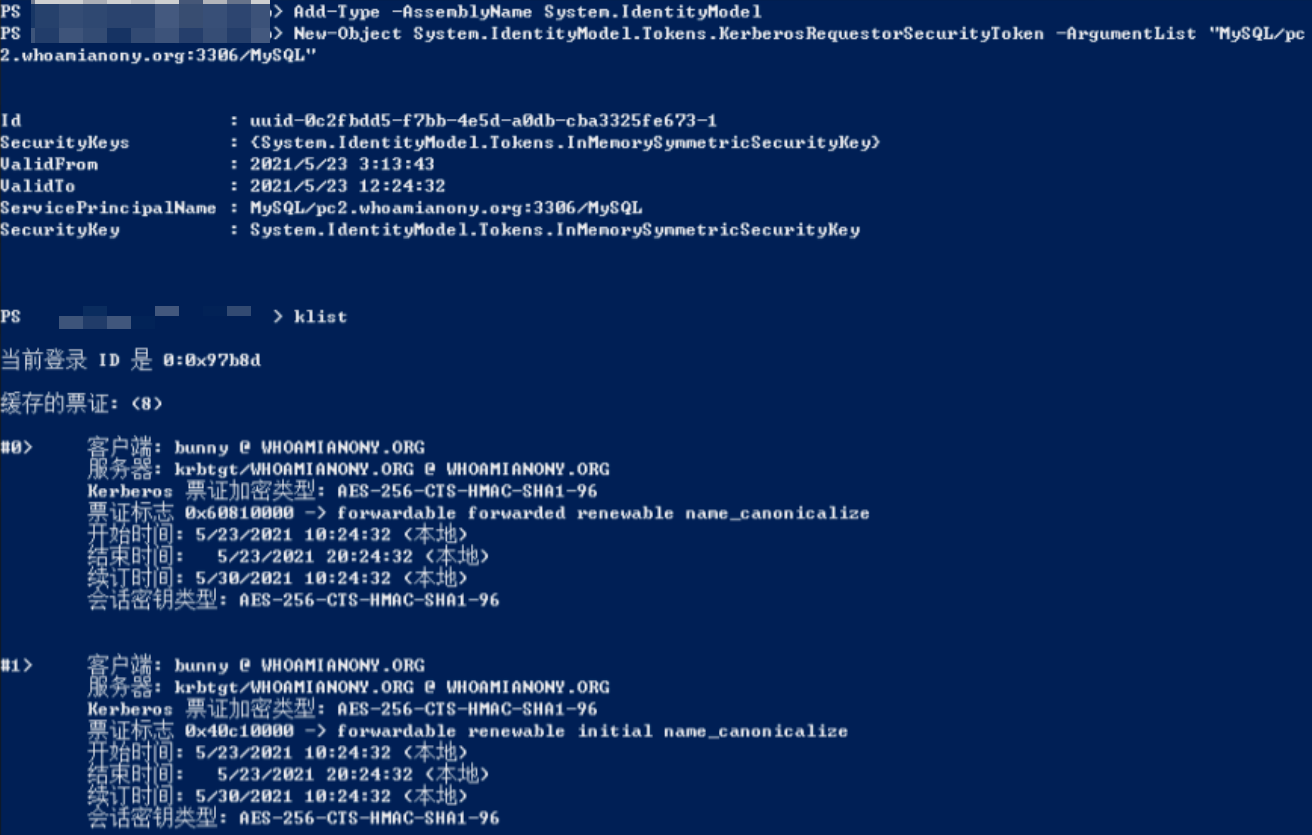 PS > Add-Type -AssemblyName System.IdentityModel
PS > New-Object System.IdentityModel.Tokens.KerberosRequestorSecurityToken -ArgumentList "MySQL/pc
2.whoamianony.org:3306/MySQL"
Id : uuid-0c2fbdd5-f7bb-4e5d-a0db-cba3325fe673-1
SecurityKeys : {System.IdentityModel.Tokens.InMemorySymmetricSecurityKey}
ValidFrom : 2021/5/23 3:13:43
ValidTo : 2021/5/23 12:24:32
ServicePrincipalName : MySQL/pc2.whoamianony.org:3306/MySQL
SecurityKey : System.IdentityModel.Tokens.InMemorySymmetricSecurityKey
PS > klist
当前登录 ID 是 0:0x97b8d
缓存的票证: (8)
#0> 客户端: bunny @ WHOAMIANONY.ORG
服务器: krbtgt/WHOAMIANONY.ORG @ WHOAMIANONY.ORG
Kerberos 票证加密类型: AES-256-CTS-HMAC-SHA1-96
票证标志 0x60810000 -> forwardable forwarded renewable name_canonicalize
开始时间: 5/23/2021 10:24:32 (本地)
结束时间: 5/23/2021 20:24:32 (本地)
续订时间: 5/30/2021 10:24:32 (本地)
会话密钥类型: AES-256-CTS-HMAC-SHA1-96
#1> 客户端: bunny @ WHOAMIANONY.ORG
服务器: krbtgt/WHOAMIANONY.ORG @ WHOAMIANONY.ORG
Kerberos 票证加密类型: AES-256-CTS-HMAC-SHA1-96
票证标志 0x40c10000 -> forwardable renewable initial name_canonicalize
开始时间: 5/23/2021 10:24:32 (本地)
结束时间: 5/23/2021 20:24:32 (本地)
续订时间: 5/30/2021 10:24:32 (本地)
会话密钥类型: AES-256-CTS-HMAC-SHA1-96